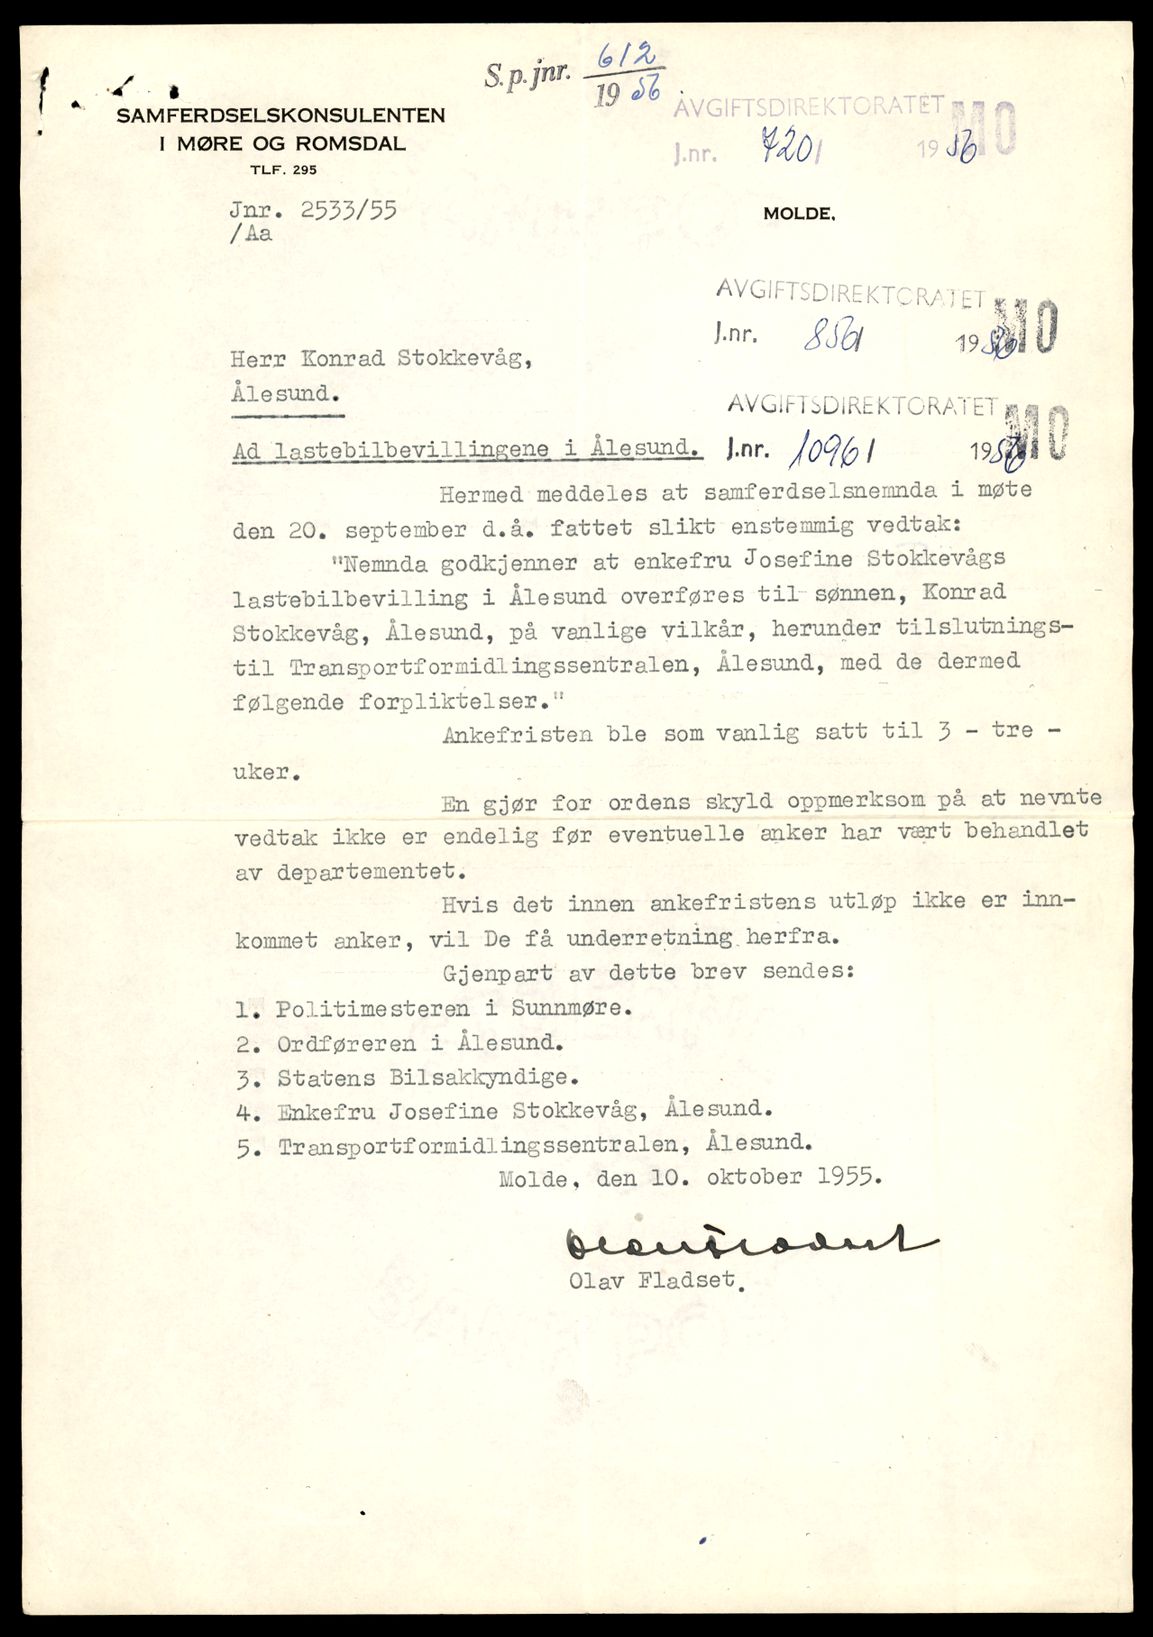 S.p.jnr. 612
19 56.
SAMFERDSELSKONSULENTEN
I MØRE OG ROMSDAL
TLF. 295
AVGIFTSDIREKTORATET MO
J.nr. 7201 1956
Jnr. 2533/55
/Aa
MOLDE.
AVGIFTSDIREKTORATET MO
J.nr. 8561 1956
Herr Konrad Stokkevåg,
Ålesund.
AVGIFTSDIREKTORATET MO
J.nr. 10961 1956
Ad lastebilbevillingene i Ålesund.
Hermed meddeles at samferdselsnemnda i møte
den 20. september d.å. fattet slikt enstemmig vedtak:
"Nemnda godkjenner at enkefru Josefine Stokkevågs
lastebilbevilling i Ålesund overføres til sønnen, Konrad
Stokkevåg, Ålesund, på vanlige vilkår, herunder tilslutnings-
til Transportformidlingssentralen, Ålesund, med de dermed
følgende forpliktelser."
Ankefristen ble som vanlig satt til 3 - tre -
uker.
En gjør for ordens skyld oppmerksom på at nevnte
vedtak ikke er endelig før eventuelle anker har vært behandlet
av departementet.
Hvis det innen ankefristens utløp ikke er inn-
kommet anker, vil De få underretning herfra.
Gjenpart av dette brev sendes:
1. Politimesteren i Sunnmøre.
2. Ordføreren i Ålesund.
3. Statens Bilsakkyndige.
4. Enkefru Josefine Stokkevåg, Ålesund.
5. Transportformidlingssentralen, Ålesund.
Molde, den 10. oktober 1955.
Olav Fladset
Olav Fladset.